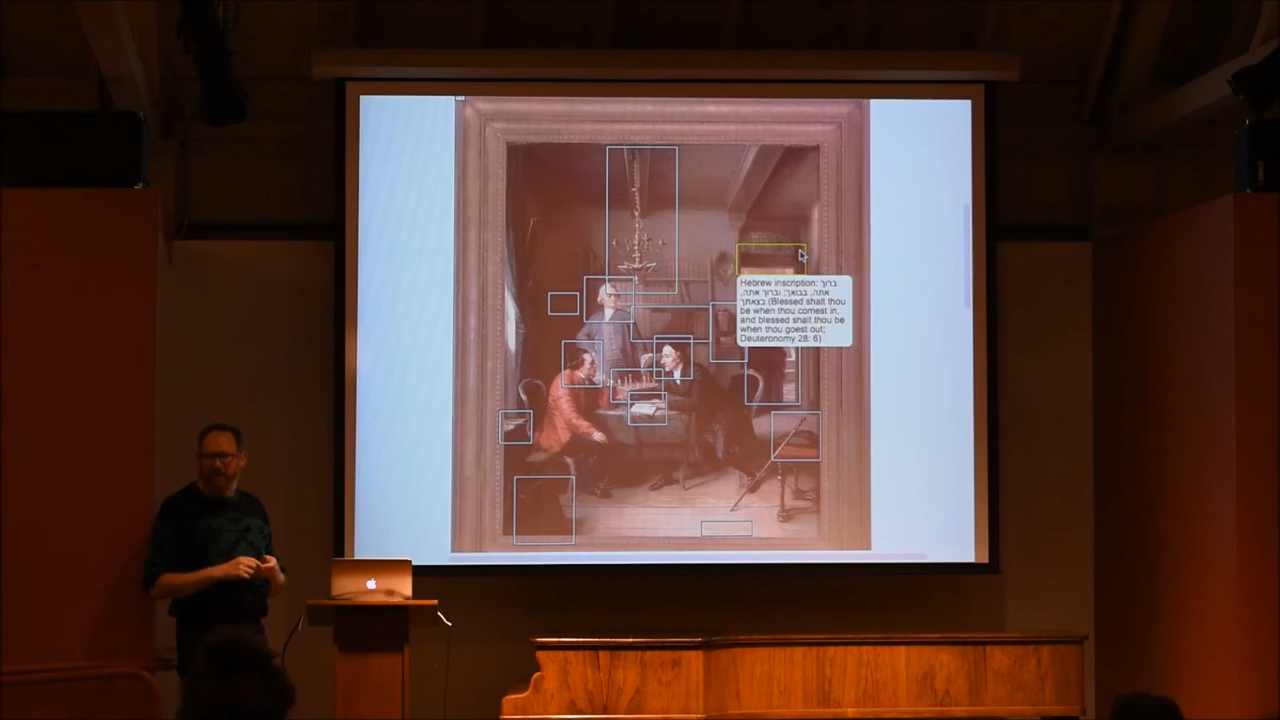 Hebrew inscription: ברוך
אתה, בבואך; וברוך אתה,
בצאתך (Blessed shalt thou
be when thou comest in,
and blessed shalt thou be
when thou goest out;
Deuteronomy 28: 6)